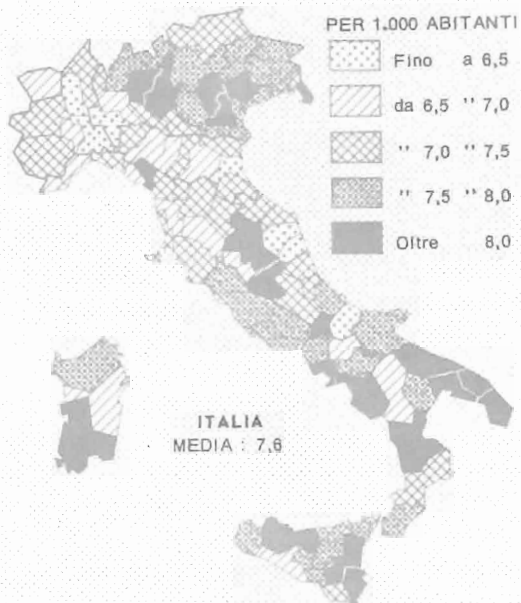 PER 1.000 ABITANTI
Fino a 6,5
da 6,5 " 7,0
" 7,0 " 7,5
" 7,5 " 8,0
Oltre 8,0
ITALIA
MEDIA : 7,6